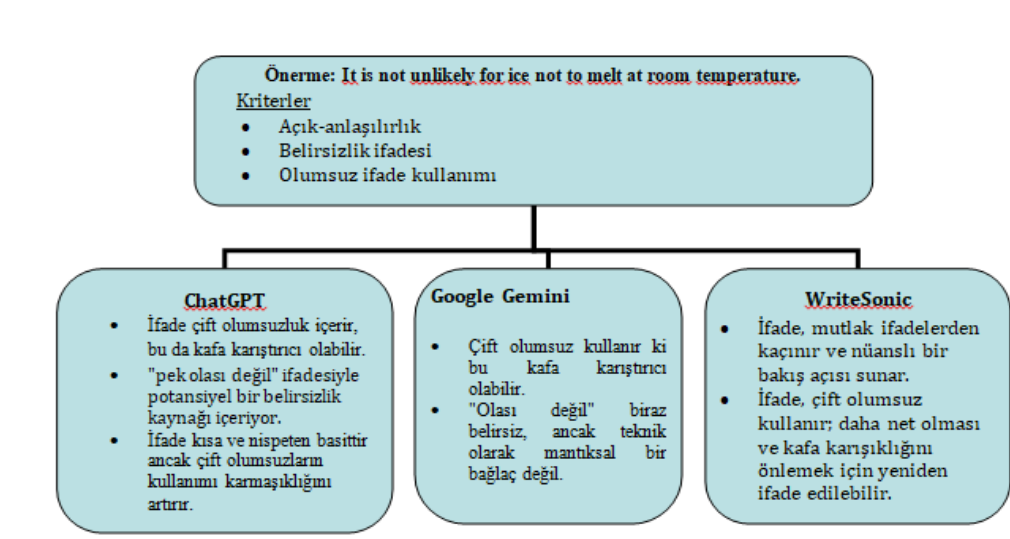 Önerme: It is not unlikely for ice not to melt at room temperature.
Kriterler
• Açık-anlaşılırlık
• Belirsizlik ifadesi
• Olumsuz ifade kullanımı
ChatGPT
• İfade çift olumsuzluk içerir,
bu da kafa karıştırıcı olabilir.
• "pek olası değil" ifadesiyle
potansiyel bir belirsizlik
kaynağı içeriyor.
• İfade kısa ve nispeten basittir
ancak çift olumsuzların
kullanımı karmaşıklığını
artırır.
Google Gemini
• Çift olumsuz kullanır ki
bu kafa karıştırıcı
olabilir.
• "Olası değil" biraz
belirsiz, ancak teknik
olarak mantıksal bir
bağlaç değil.
WriteSonic
• İfade, mutlak ifadelerden
kaçınır ve nüanslı bir
bakış açısı sunar.
• İfade, çift olumsuz
kullanır; daha net olması
ve kafa karışıklığını
önlemek için yeniden
ifade edilebilir.